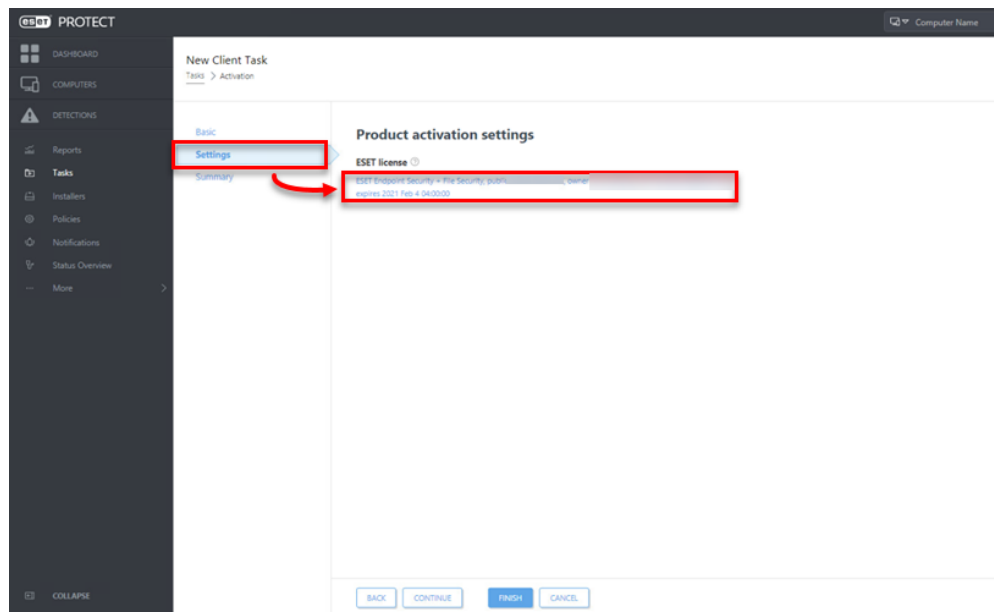 eset PROTECT
Computer Name
DASHBOARD
COMPUTERS
DETECTIONS
Reports
Tasks
Installers
Policies
Notifications
Status Overview
More
COLLAPSE
New Client Task
Tasks > Activation
Basic
Settings
Summary
Product activation settings
ESET license
ESET Endpoint Security + File Security, public , owner
expires 2021 Feb 4 04:00:00
BACK
CONTINUE
FINISH
CANCEL